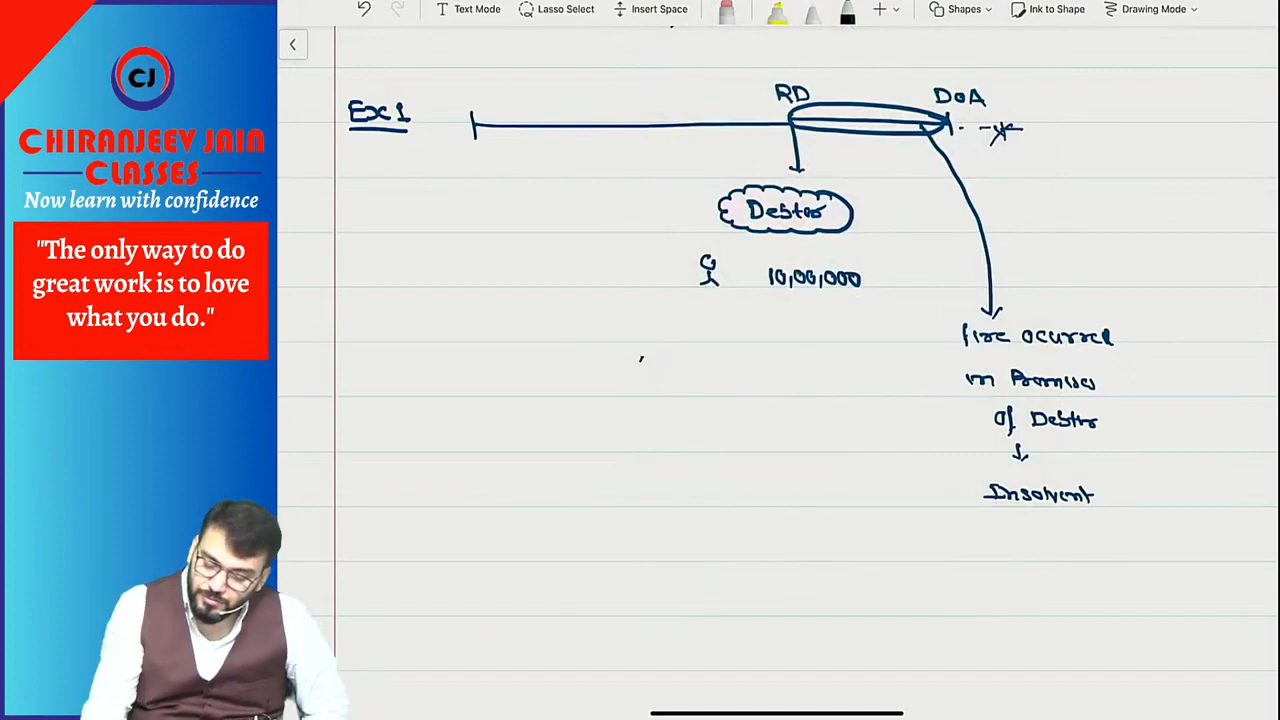 Text Mode
Lasso Select
Insert Space
Shapes
Ink to Shape
Drawing Mode
CJ
CHIRANJEEV JAIN
CLASSES
Now learn with confidence
"The only way to do
great work is to love
what you do."
Ex 1
RD
DOA
Debtor
10,00,000
fire ocurred
in Premises
Of Debtor
Insolvent